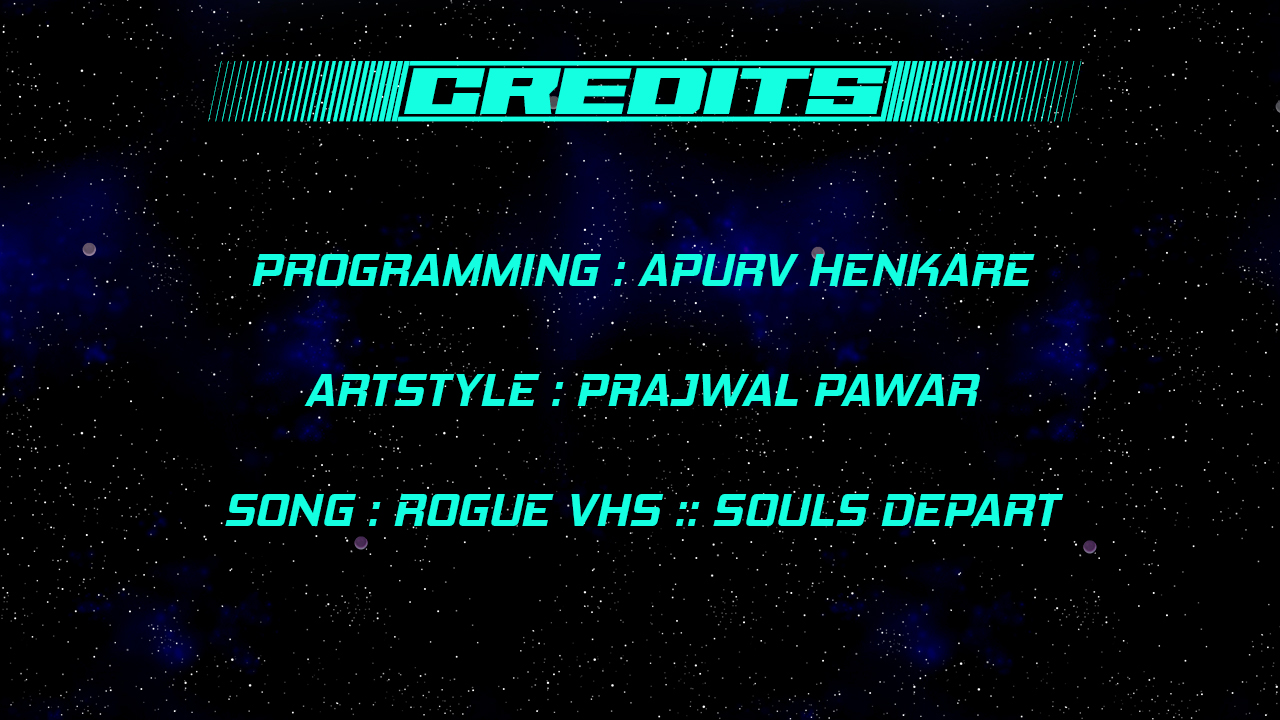 CREDITS
PROGRAMMING : APURV HENKARE
ARTSTYLE : PRAJWAL PAWAR
SONG : ROGUE VHS :: SOULS DEPART